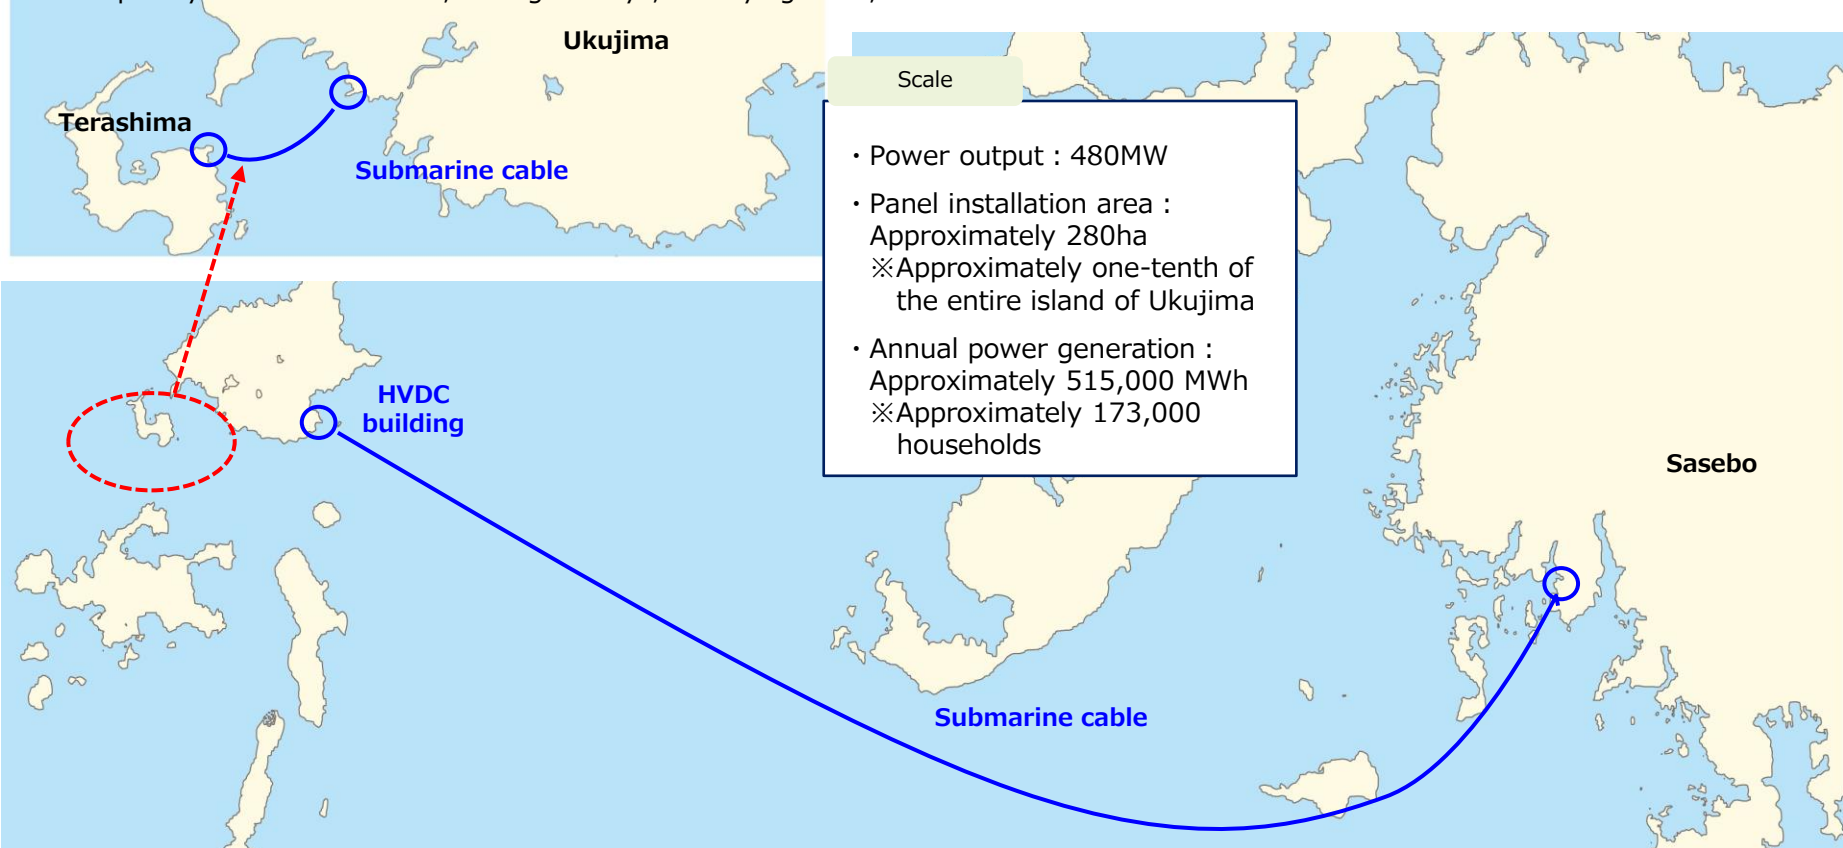 Ukujima
Terashima
Submarine cable
Scale
・Power output：480MW
・Panel installation area：
Approximately 280ha
※Approximately one-tenth of
the entire island of Ukujima
・Annual power generation：
Approximately 515,000 MWh
※Approximately 173,000
households
HVDC
building
Sasebo
Submarine cable